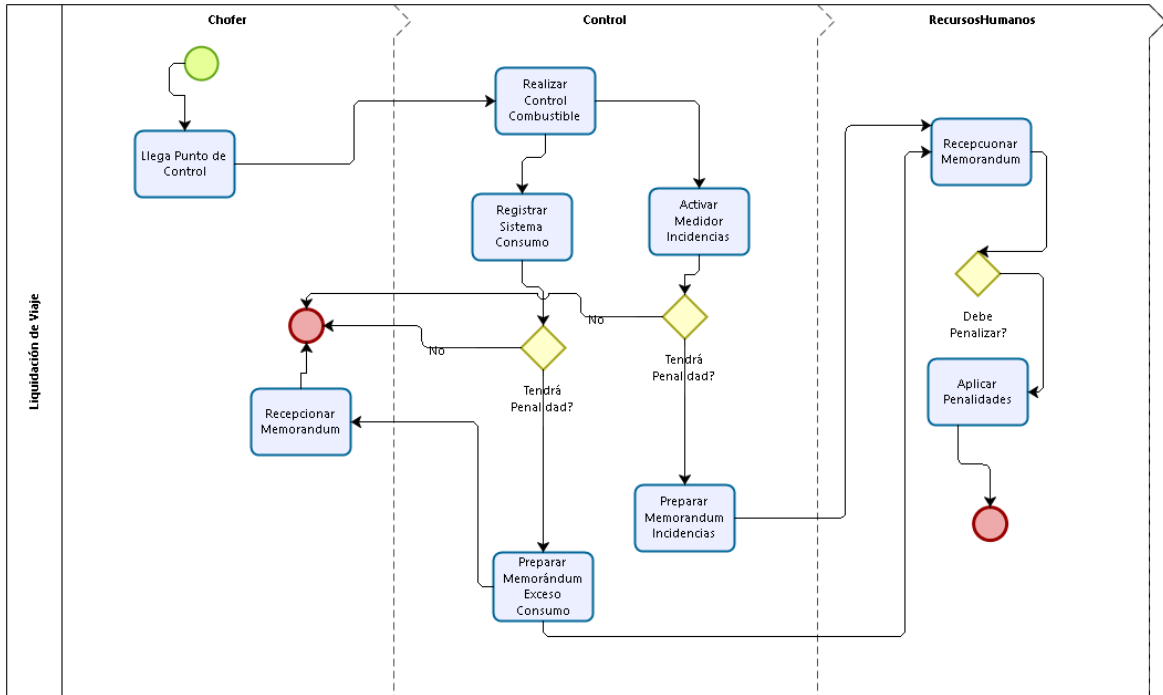 Liquidación de Viaje
Chofer
Control
RecursosHumanos
Llega Punto de
Control
Realizar
Control
Combustible
Registrar
Sistema
Consumo
Activar
Medidor
Incidencias
Recepcuonar
Memorandum
No
No
Tendrá
Penalidad?
Tendrá
Penalidad?
Debe
Penalizar?
Recepcionar
Memorandum
Aplicar
Penalidades
Preparar
Memorandum
Incidencias
Preparar
Memorándum
Exceso
Consumo